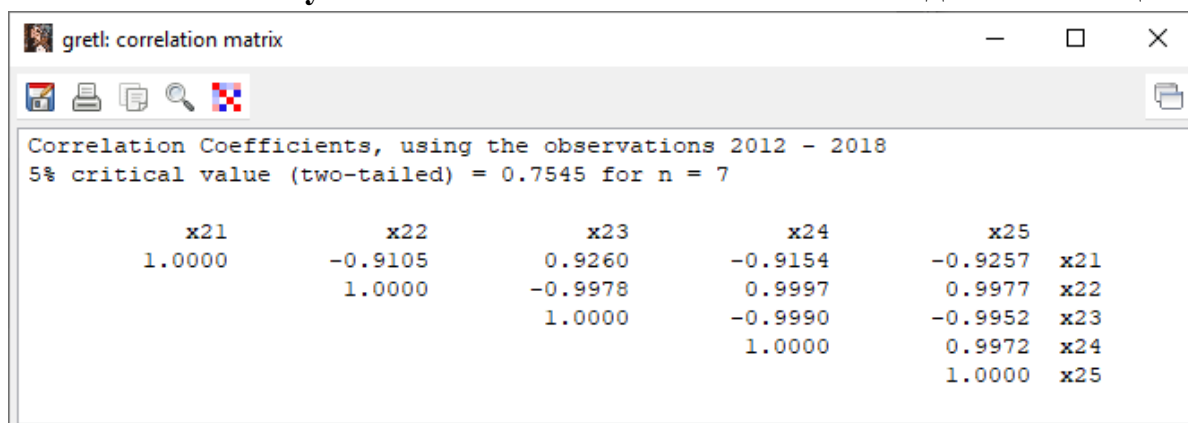 gretl: correlation matrix
Correlation Coefficients, using the observations 2012 - 2018
5% critical value (two-tailed) = 0.7545 for n = 7
x21 x22 x23 x24 x25
1.0000 -0.9105 0.9260 -0.9154 -0.9257 x21
1.0000 -0.9978 0.9997 0.9977 x22
1.0000 -0.9990 -0.9952 x23
1.0000 0.9972 x24
1.0000 x25